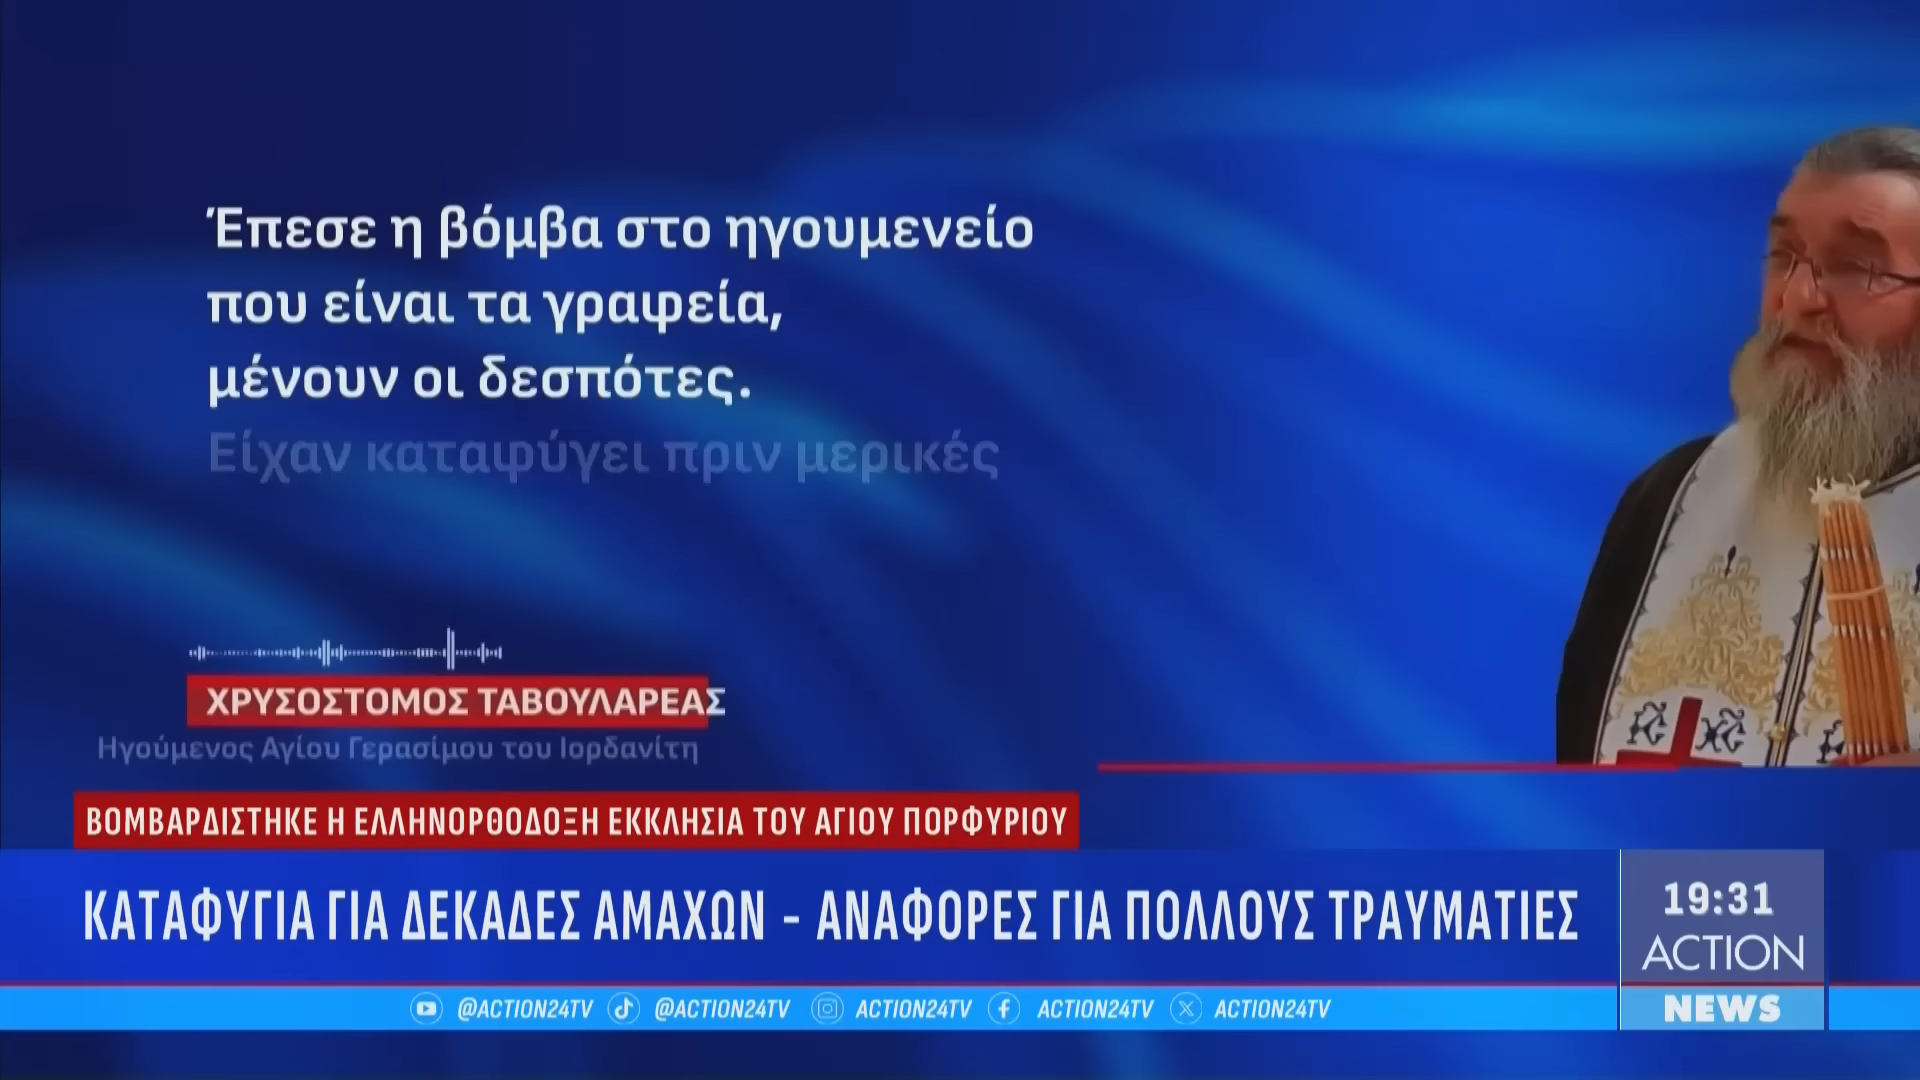 Έπεσε η βόμβα στο ηγουμενείο
που είναι τα γραφεία,
μένουν οι δεσπότες.
Είχαν καταφύγει πριν μερικές
ΧΡΥΣΟΣΤΟΜΟΣ ΤΑΒΟΥΛΑΡΕΑΣ
Ηγούμενος Αγίου Γερασίμου του Ιορδανίτη
ΒΟΜΒΑΡΔΙΣΤΗΚΕ Η ΕΛΛΗΝΟΡΘΟΔΟΞΗ ΕΚΚΛΗΣΙΑ ΤΟΥ ΑΓΙΟΥ ΠΟΡΦΥΡΙΟΥ
ΚΑΤΑΦΥΓΙΑ ΓΙΑ ΔΕΚΑΔΕΣ ΑΜΑΧΩΝ - ΑΝΑΦΟΡΕΣ ΓΙΑ ΠΟΛΛΟΥΣ ΤΡΑΥΜΑΤΙΕΣ
19:31
ACTION
NEWS
@ACTION24TV @ACTION24TV ACTION24TV ACTION24TV ACTION24TV